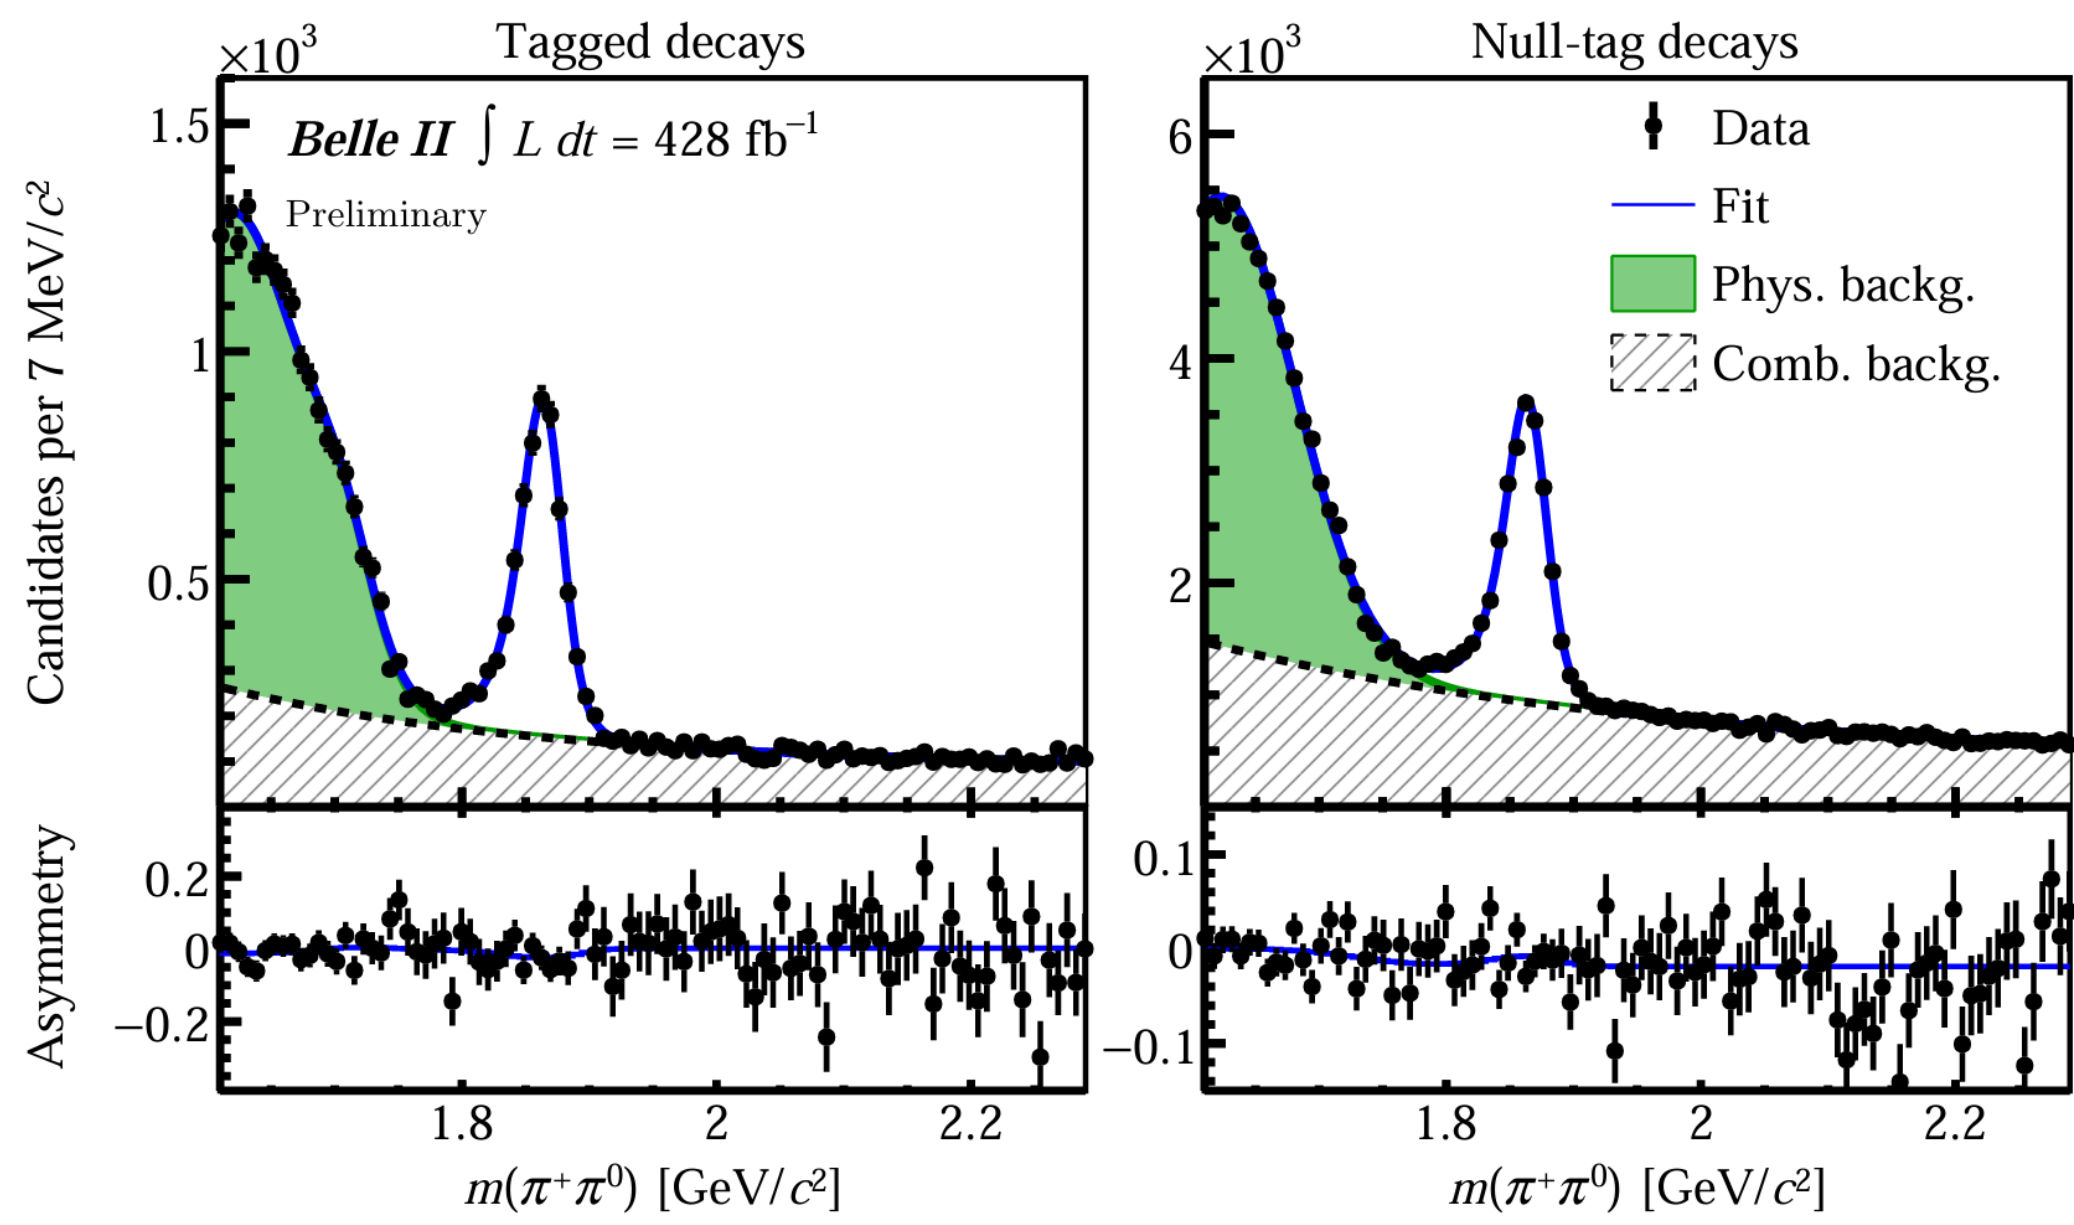 Tagged decays
×10³
Belle II ∫ L dt = 428 fb⁻¹
Preliminary
1.5
1
0.5
Candidates per 7 MeV/c²
0.2
0
−0.2
Asymmetry
1.8 2 2.2
m(π⁺π⁰) [GeV/c²]
Null-tag decays
×10³
Data
Fit
Phys. backg.
Comb. backg.
6
4
2
0.1
0
−0.1
1.8 2 2.2
m(π⁺π⁰) [GeV/c²]